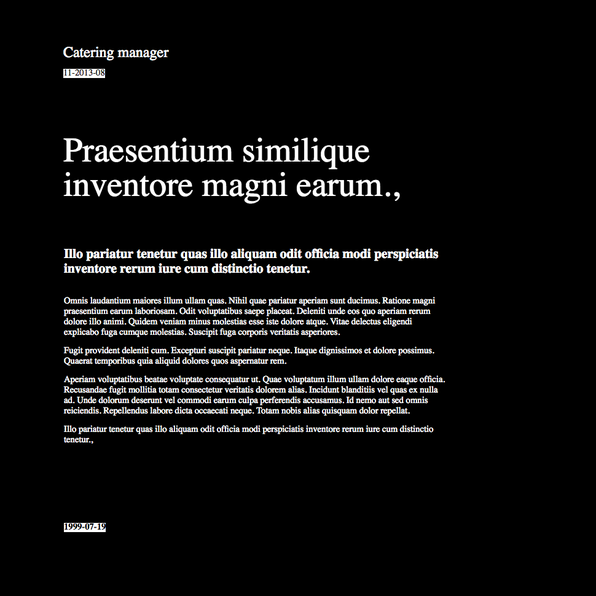 Catering manager
11-2013-08
Praesentium similique
inventore magni earum.,
Illo pariatur tenetur quas illo aliquam odit officia modi perspiciatis
inventore rerum iure cum distinctio tenetur.
Omnis laudantium maiores illum ullam quas. Nihil quae pariatur aperiam sunt ducimus. Ratione magni
praesentium earum laboriosam. Odit voluptatibus saepe placeat. Deleniti unde eos quo aperiam rerum
dolore illo animi. Quidem veniam minus molestias esse iste dolore atque. Vitae delectus eligendi
explicabo fuga cumque molestias. Suscipit fuga corporis veritatis asperiores.
Fugit provident deleniti cum. Excepturi suscipit pariatur neque. Itaque dignissimos et dolore possimus.
Quaerat temporibus quia aliquid dolores quos aspernatur rem.
Aperiam voluptatibus beatae voluptate consequatur ut. Quae voluptatum illum ullam dolore eaque officia.
Recusandae fugit mollitia totam consectetur veritatis dolorem alias. Incidunt blanditiis vel quas ex nulla
ad. Unde dolorum deserunt vel commodi earum culpa perferendis accusamus. Id nemo aut sed omnis
reiciendis. Repellendus labore dicta occaecati neque. Totam nobis alias quisquam dolor repellat.
Illo pariatur tenetur quas illo aliquam odit officia modi perspiciatis inventore rerum iure cum distinctio
tenetur.,
1999-07-19